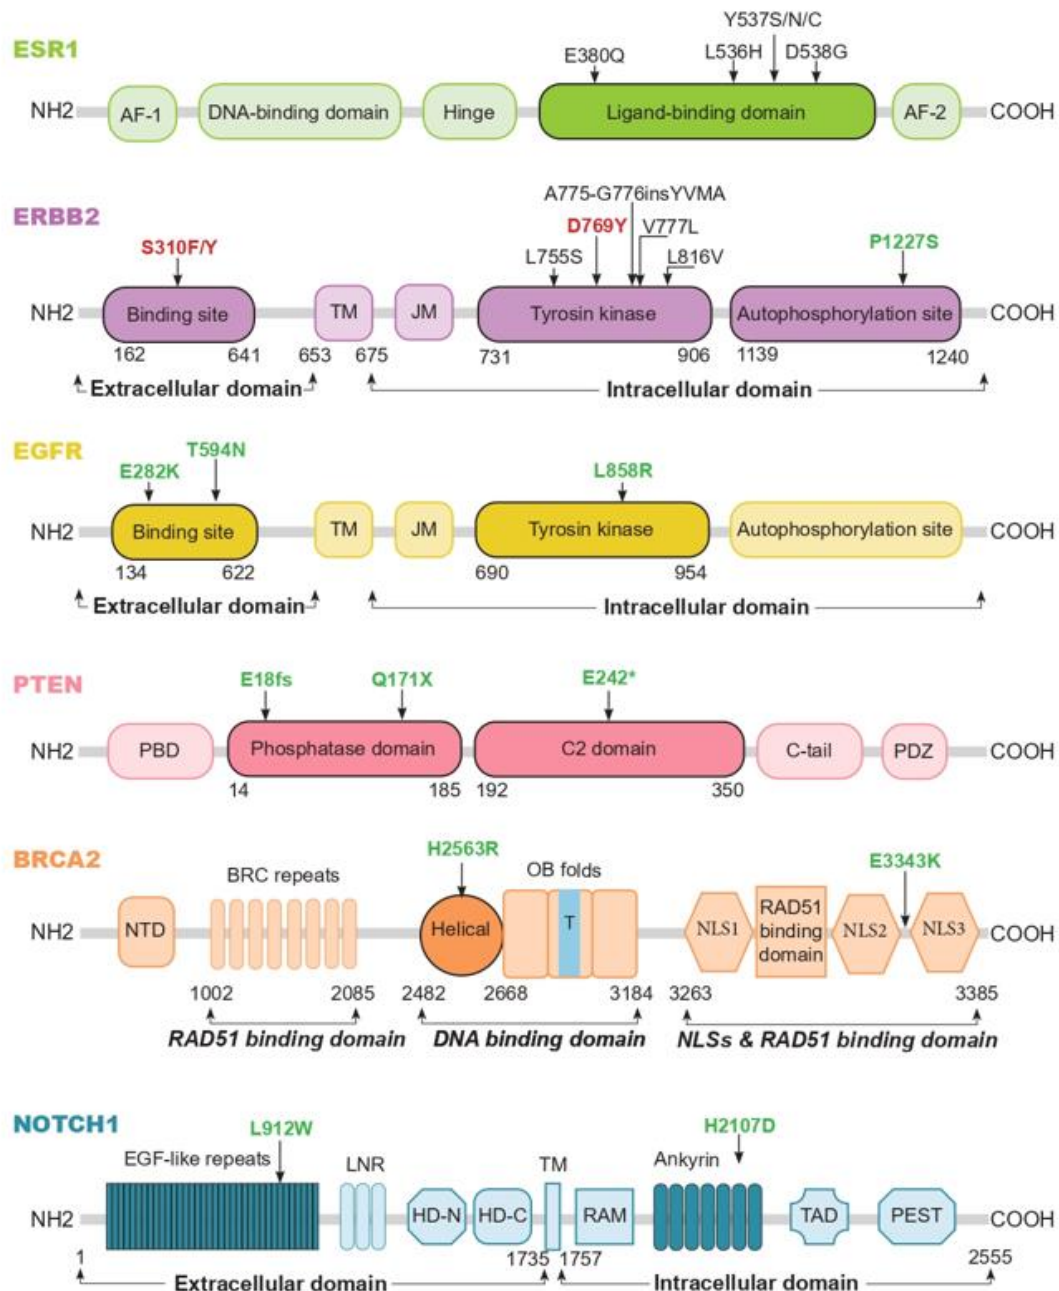 ESR1
Y537S/N/C
E380Q L536H D538G
NH2 AF-1 DNA-binding domain Hinge Ligand-binding domain AF-2 COOH
ERBB2
A775-G776insYVMA
S310F/Y D769Y V777L P1227S
L755S L816V
NH2 Binding site TM JM Tyrosin kinase Autophosphorylation site COOH
162 641 653 675 731 906 1139 1240
Extracellular domain Intracellular domain
EGFR
T594N
E282K L858R
NH2 Binding site TM JM Tyrosin kinase Autophosphorylation site COOH
134 622 690 954
Extracellular domain Intracellular domain
PTEN
E18fs Q171X E242*
NH2 PBD Phosphatase domain C2 domain C-tail PDZ COOH
14 185 192 350
BRCA2
H2563R E3343K
BRC repeats OB folds
NH2 NTD Helical T NLS1 RAD51 binding domain NLS2 NLS3 COOH
1002 2085 2482 2668 3184 3263 3385
RAD51 binding domain DNA binding domain NLSs & RAD51 binding domain
NOTCH1
L912W H2107D
EGF-like repeats LNR TM Ankyrin
NH2 HD-N HD-C RAM TAD PEST COOH
1 1735 1757 2555
Extracellular domain Intracellular domain